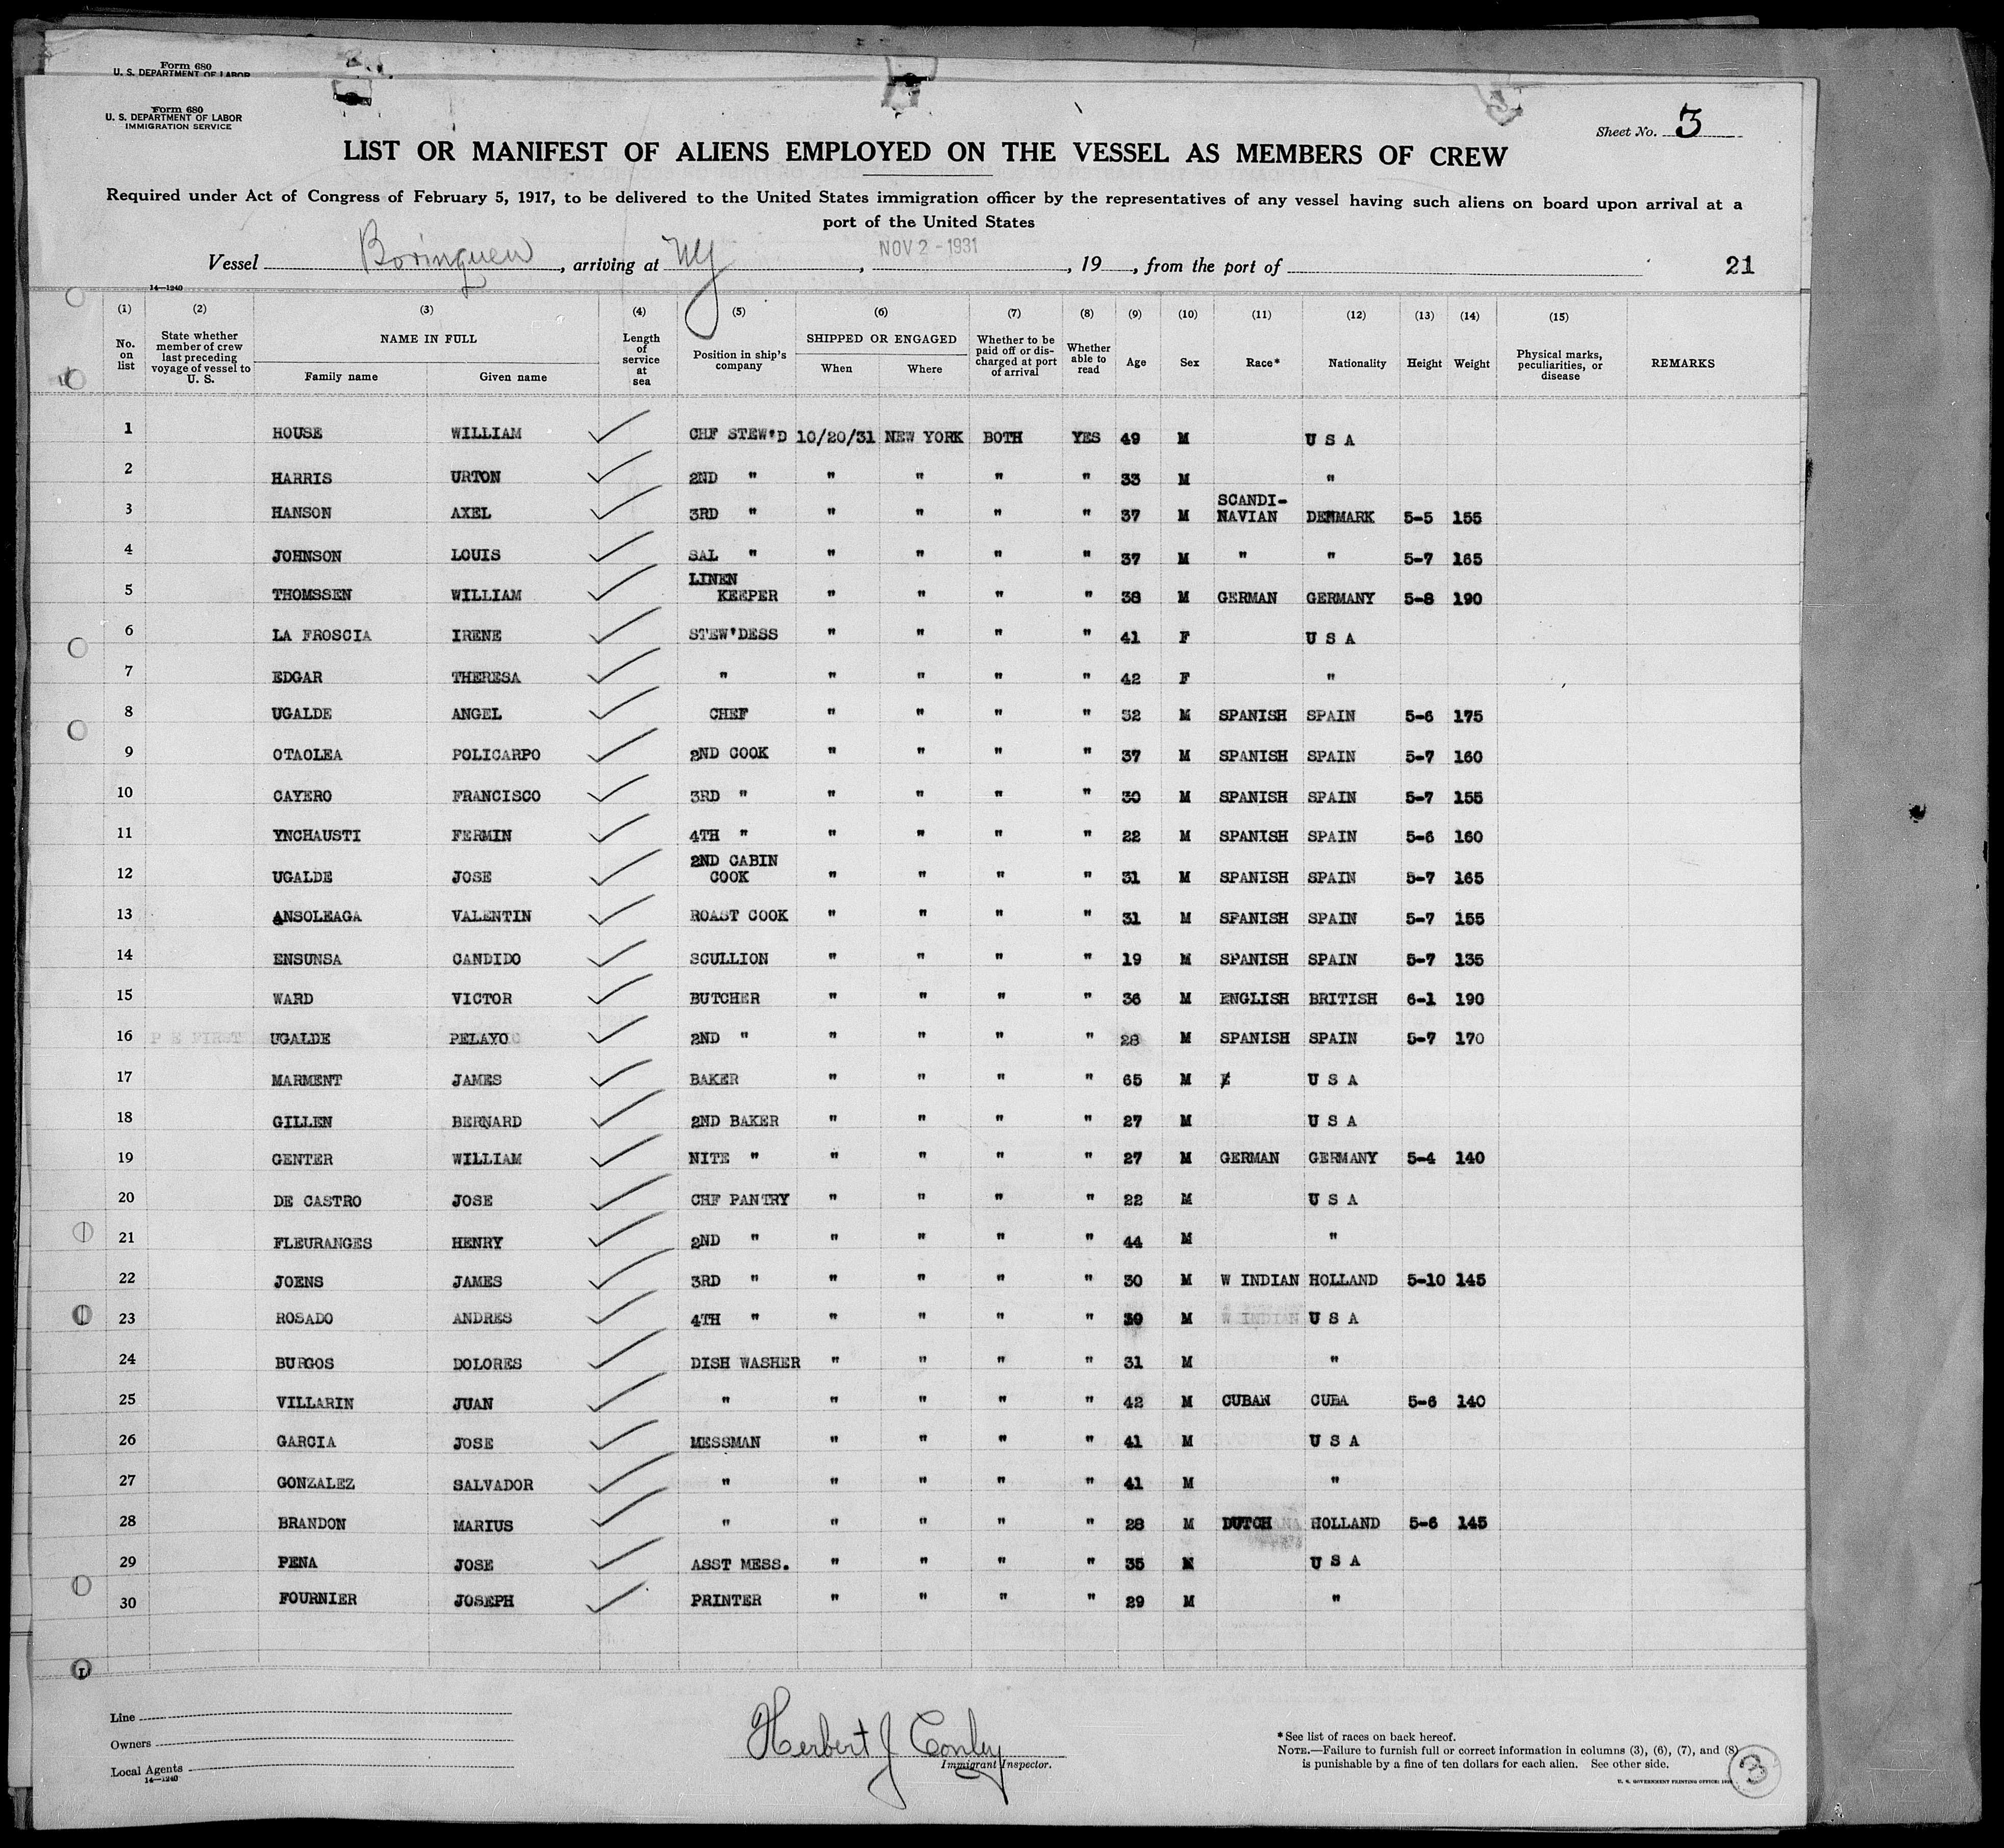 Form 680
U. S. DEPARTMENT OF LABOR
Form 680
U. S. DEPARTMENT OF LABOR
IMMIGRATION SERVICE
Sheet No. 3
LIST OR MANIFEST OF ALIENS EMPLOYED ON THE VESSEL AS MEMBERS OF CREW
Required under Act of Congress of February 5, 1917, to be delivered to the United States immigration officer by the representatives of any vessel having such aliens on board upon arrival at a
port of the United States
Vessel Borinquen, arriving at NY, NOV 2 - 1931, 19, from the port of 21
14—1240
(1) (2) (3) (4) (5) (6) (7) (8) (9) (10) (11) (12) (13) (14) (15)
No. on list State whether member of crew last preceding voyage of vessel to U. S. NAME IN FULL Family name Given name Length of service at sea Position in ship's company SHIPPED OR ENGAGED When Where Whether to be paid off or discharged at port of arrival Whether able to read Age Sex Race* Nationality Height Weight Physical marks, peculiarities, or disease REMARKS
1 HOUSE WILLIAM CHF STEW'D 10/20/31 NEW YORK BOTH YES 49 M U S A
2 HARRIS URTON 2ND " " " " " 33 M "
3 HANSON AXEL 3RD " " " " " 37 M SCANDI-NAVIAN DENMARK 5-5 155
4 JOHNSON LOUIS SAL " " " " " 37 M " " 5-7 165
5 THOMSSEN WILLIAM LINEN KEEPER " " " " 38 M GERMAN GERMANY 5-8 190
6 LA FROSCIA IRENE STEW'DESS " " " " 41 F U S A
7 EDGAR THERESA " " " " " 42 F "
8 UGALDE ANGEL CHEF " " " " 32 M SPANISH SPAIN 5-6 175
9 OTAOLEA POLICARPO 2ND COOK " " " " 37 M SPANISH SPAIN 5-7 160
10 CAYERO FRANCISCO 3RD " " " " " 30 M SPANISH SPAIN 5-7 155
11 YNCHAUSTI FERMIN 4TH " " " " " 22 M SPANISH SPAIN 5-6 160
12 UGALDE JOSE 2ND CABIN COOK " " " " 31 M SPANISH SPAIN 5-7 165
13 ANSOLEAGA VALENTIN ROAST COOK " " " " 31 M SPANISH SPAIN 5-7 155
14 ENSUNSA CANDIDO SCULLION " " " " 19 M SPANISH SPAIN 5-7 135
15 WARD VICTOR BUTCHER " " " " 36 M ENGLISH BRITISH 6-1 190
16 P E FIRST UGALDE PELAYO 2ND " " " " " 28 M SPANISH SPAIN 5-7 170
17 MARMENT JAMES BAKER " " " " 65 M E U S A
18 GILLEN BERNARD 2ND BAKER " " " " 27 M U S A
19 GENTER WILLIAM NITE " " " " " 27 M GERMAN GERMANY 5-4 140
20 DE CASTRO JOSE CHF PANTRY " " " " 22 M U S A
21 FLEURANGES HENRY 2ND " " " " " 44 M "
22 JOENS JAMES 3RD " " " " " 30 M W INDIAN HOLLAND 5-10 145
23 ROSADO ANDRES 4TH " " " " " 30 M W INDIAN U S A
24 BURGOS DOLORES DISH WASHER " " " " 31 M "
25 VILLARIN JUAN " " " " " 42 M CUBAN CUBA 5-6 140
26 GARCIA JOSE MESSMAN " " " " 41 M U S A
27 GONZALEZ SALVADOR " " " " " 41 M "
28 BRANDON MARIUS " " " " " 28 M DUTCH HOLLAND 5-6 145
29 PENA JOSE ASST MESS. " " " " 35 M U S A
30 FOURNIER JOSEPH PRINTER " " " " 29 M "
Line
Owners
Local Agents
14—1240
Herbert J Conley
Immigrant Inspector.
*See list of races on back hereof.
NOTE.—Failure to furnish full or correct information in columns (3), (6), (7), and (8)
is punishable by a fine of ten dollars for each alien. See other side.
U. S. GOVERNMENT PRINTING OFFICE:
3